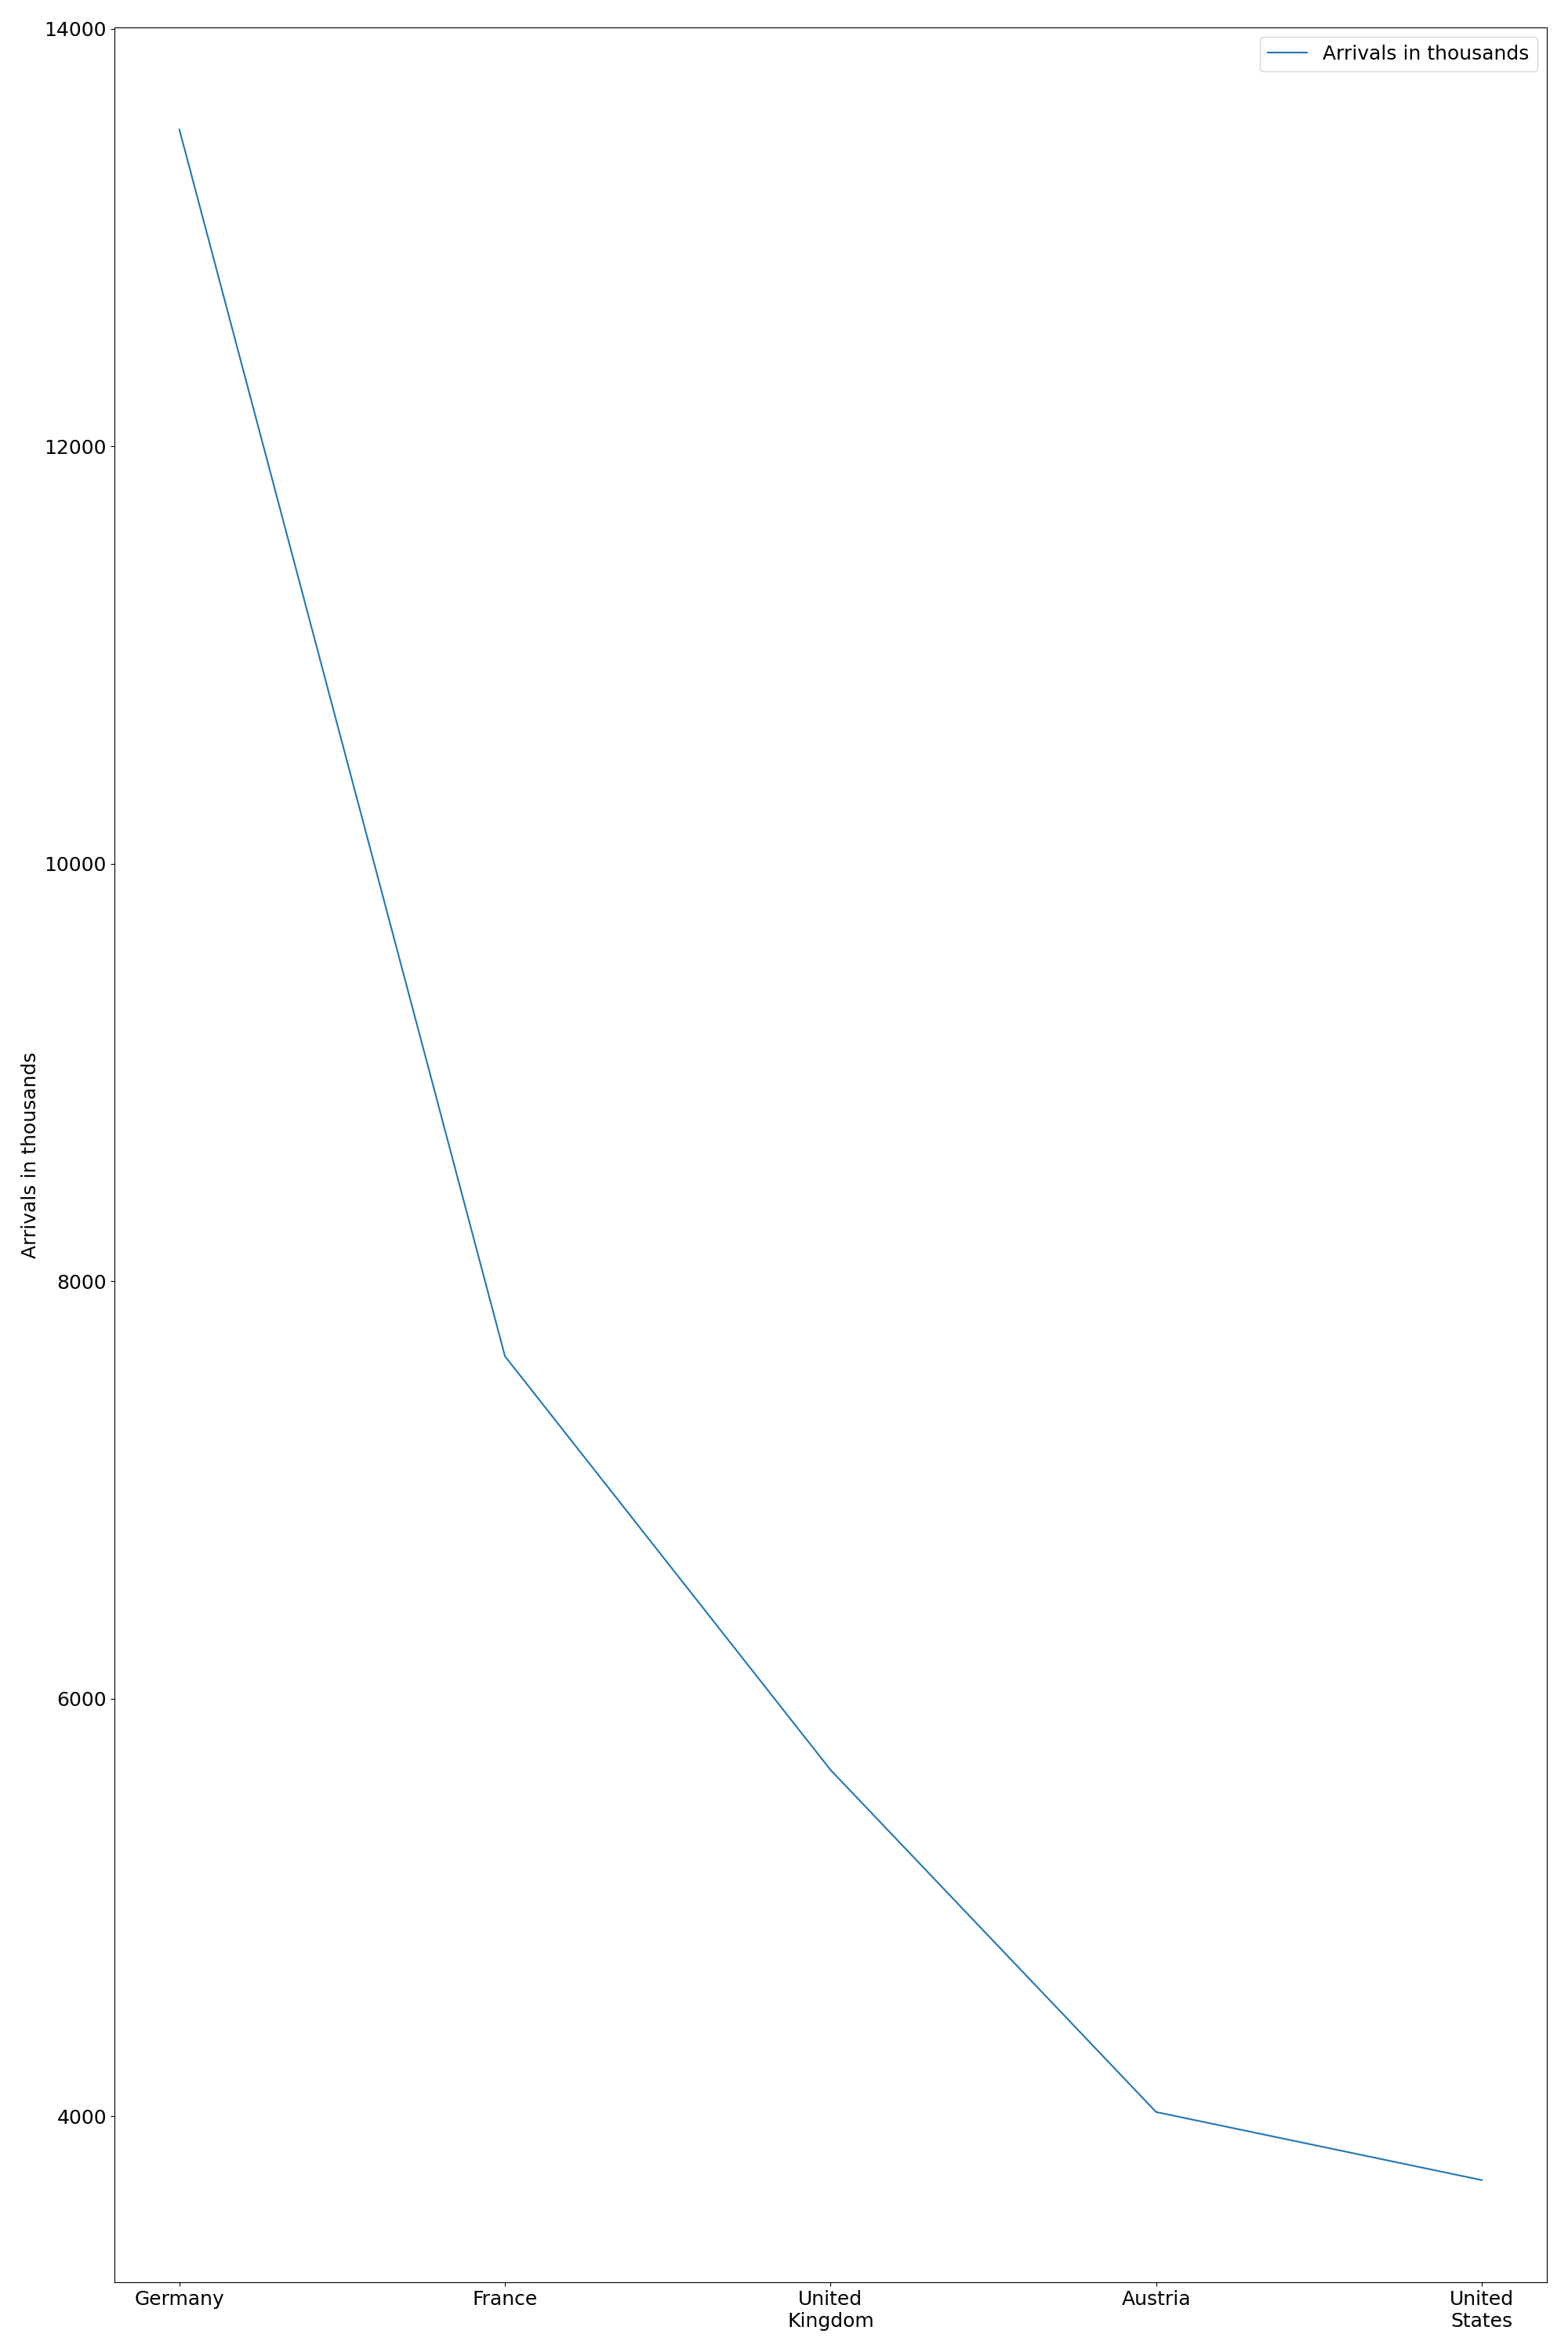 14000
12000
10000
8000
6000
4000
Arrivals in thousands
Arrivals in thousands
Germany
France
United
Kingdom
Austria
United
States